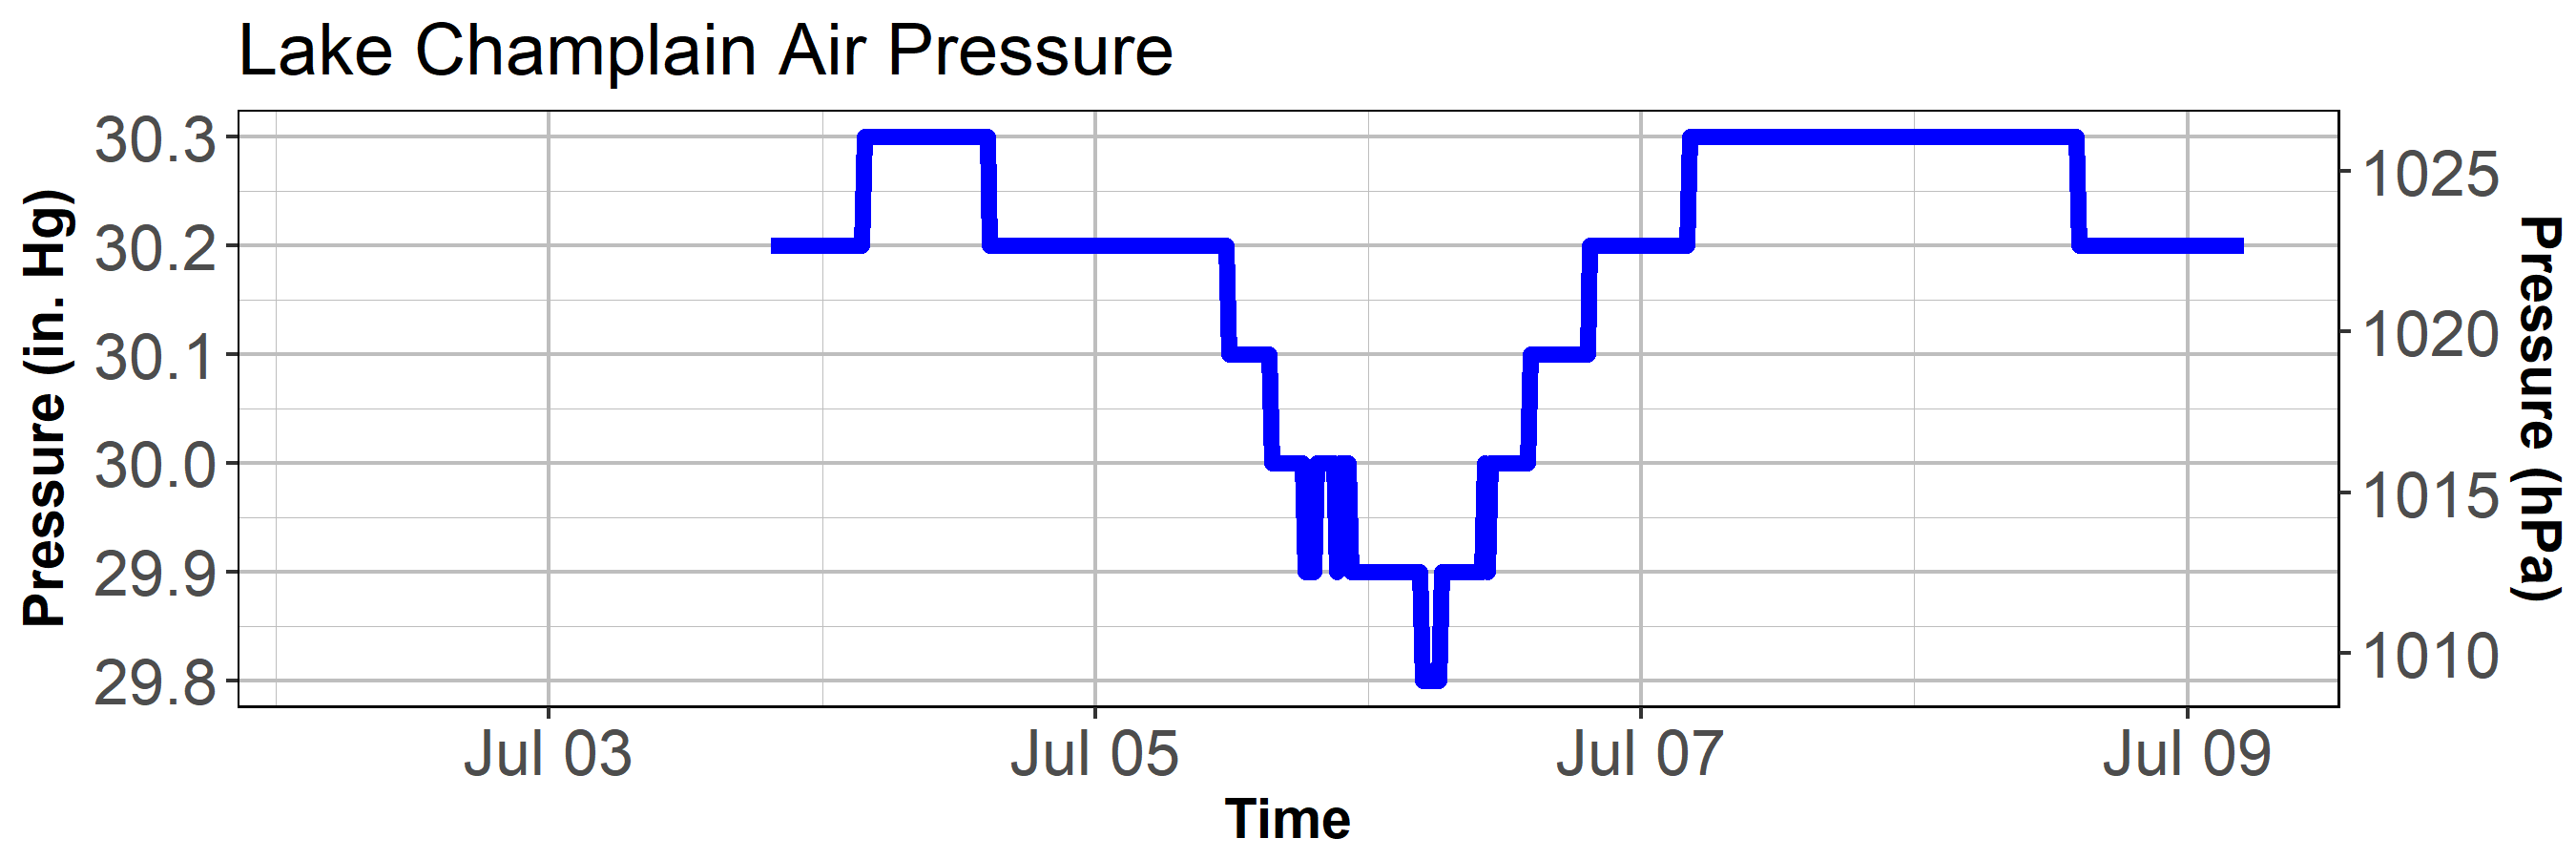 Lake Champlain Air Pressure
Pressure (in. Hg)
30.3
30.2
30.1
30.0
29.9
29.8
1025
1020
1015
1010
Pressure (hPa)
Jul 03 Jul 05 Jul 07 Jul 09
Time